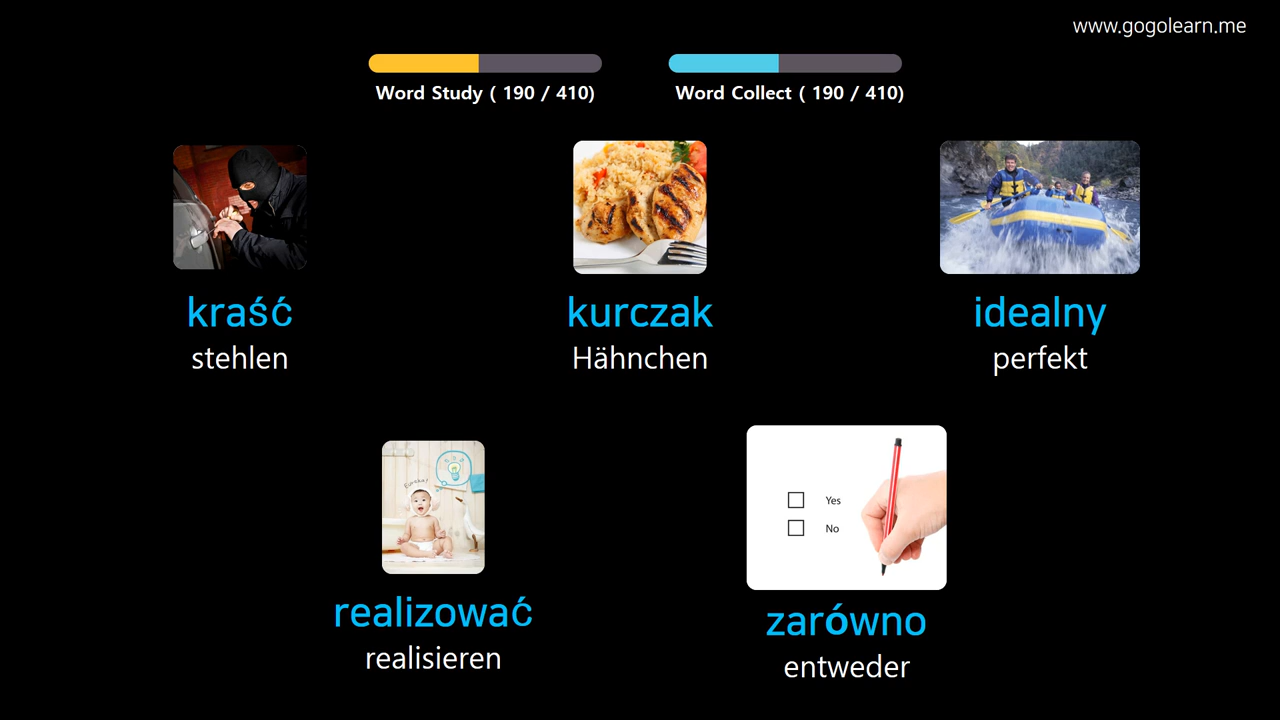 www.gogolearn.me
Word Study ( 190 / 410)
Word Collect ( 190 / 410)
kraść
stehlen
kurczak
Hähnchen
idealny
perfekt
Eureka!
realizować
realisieren
Yes
No
zarówno
entweder